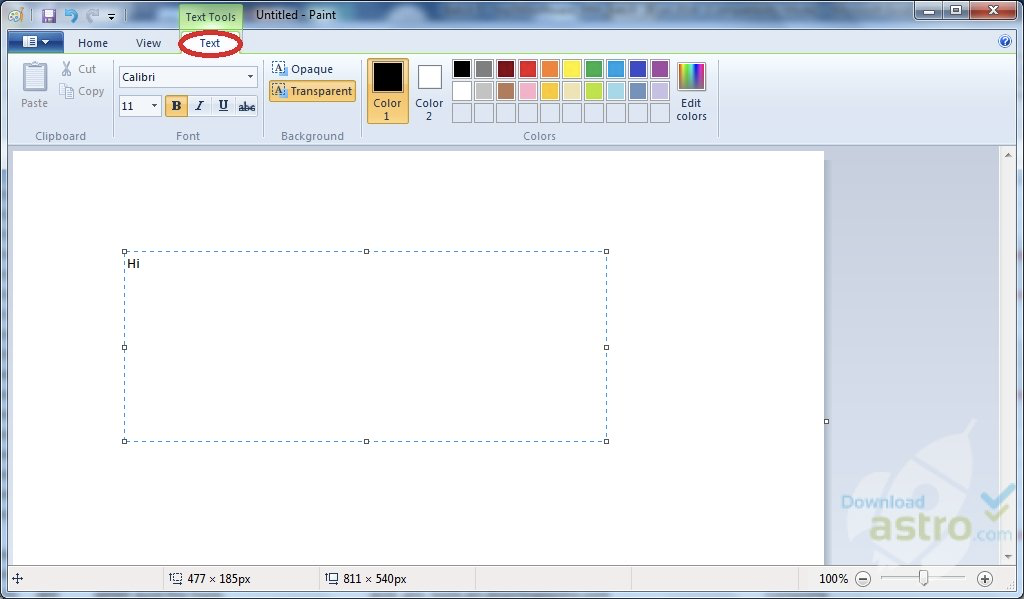 Text Tools
Untitled - Paint
Home
View
Text
Paste
Cut
Copy
Clipboard
Calibri
11
B
I
U
abc
Font
Opaque
Transparent
Background
Color
1
Color
2
Edit
colors
Colors
Hi
Download
astro.com
477 × 185px
811 × 540px
100%